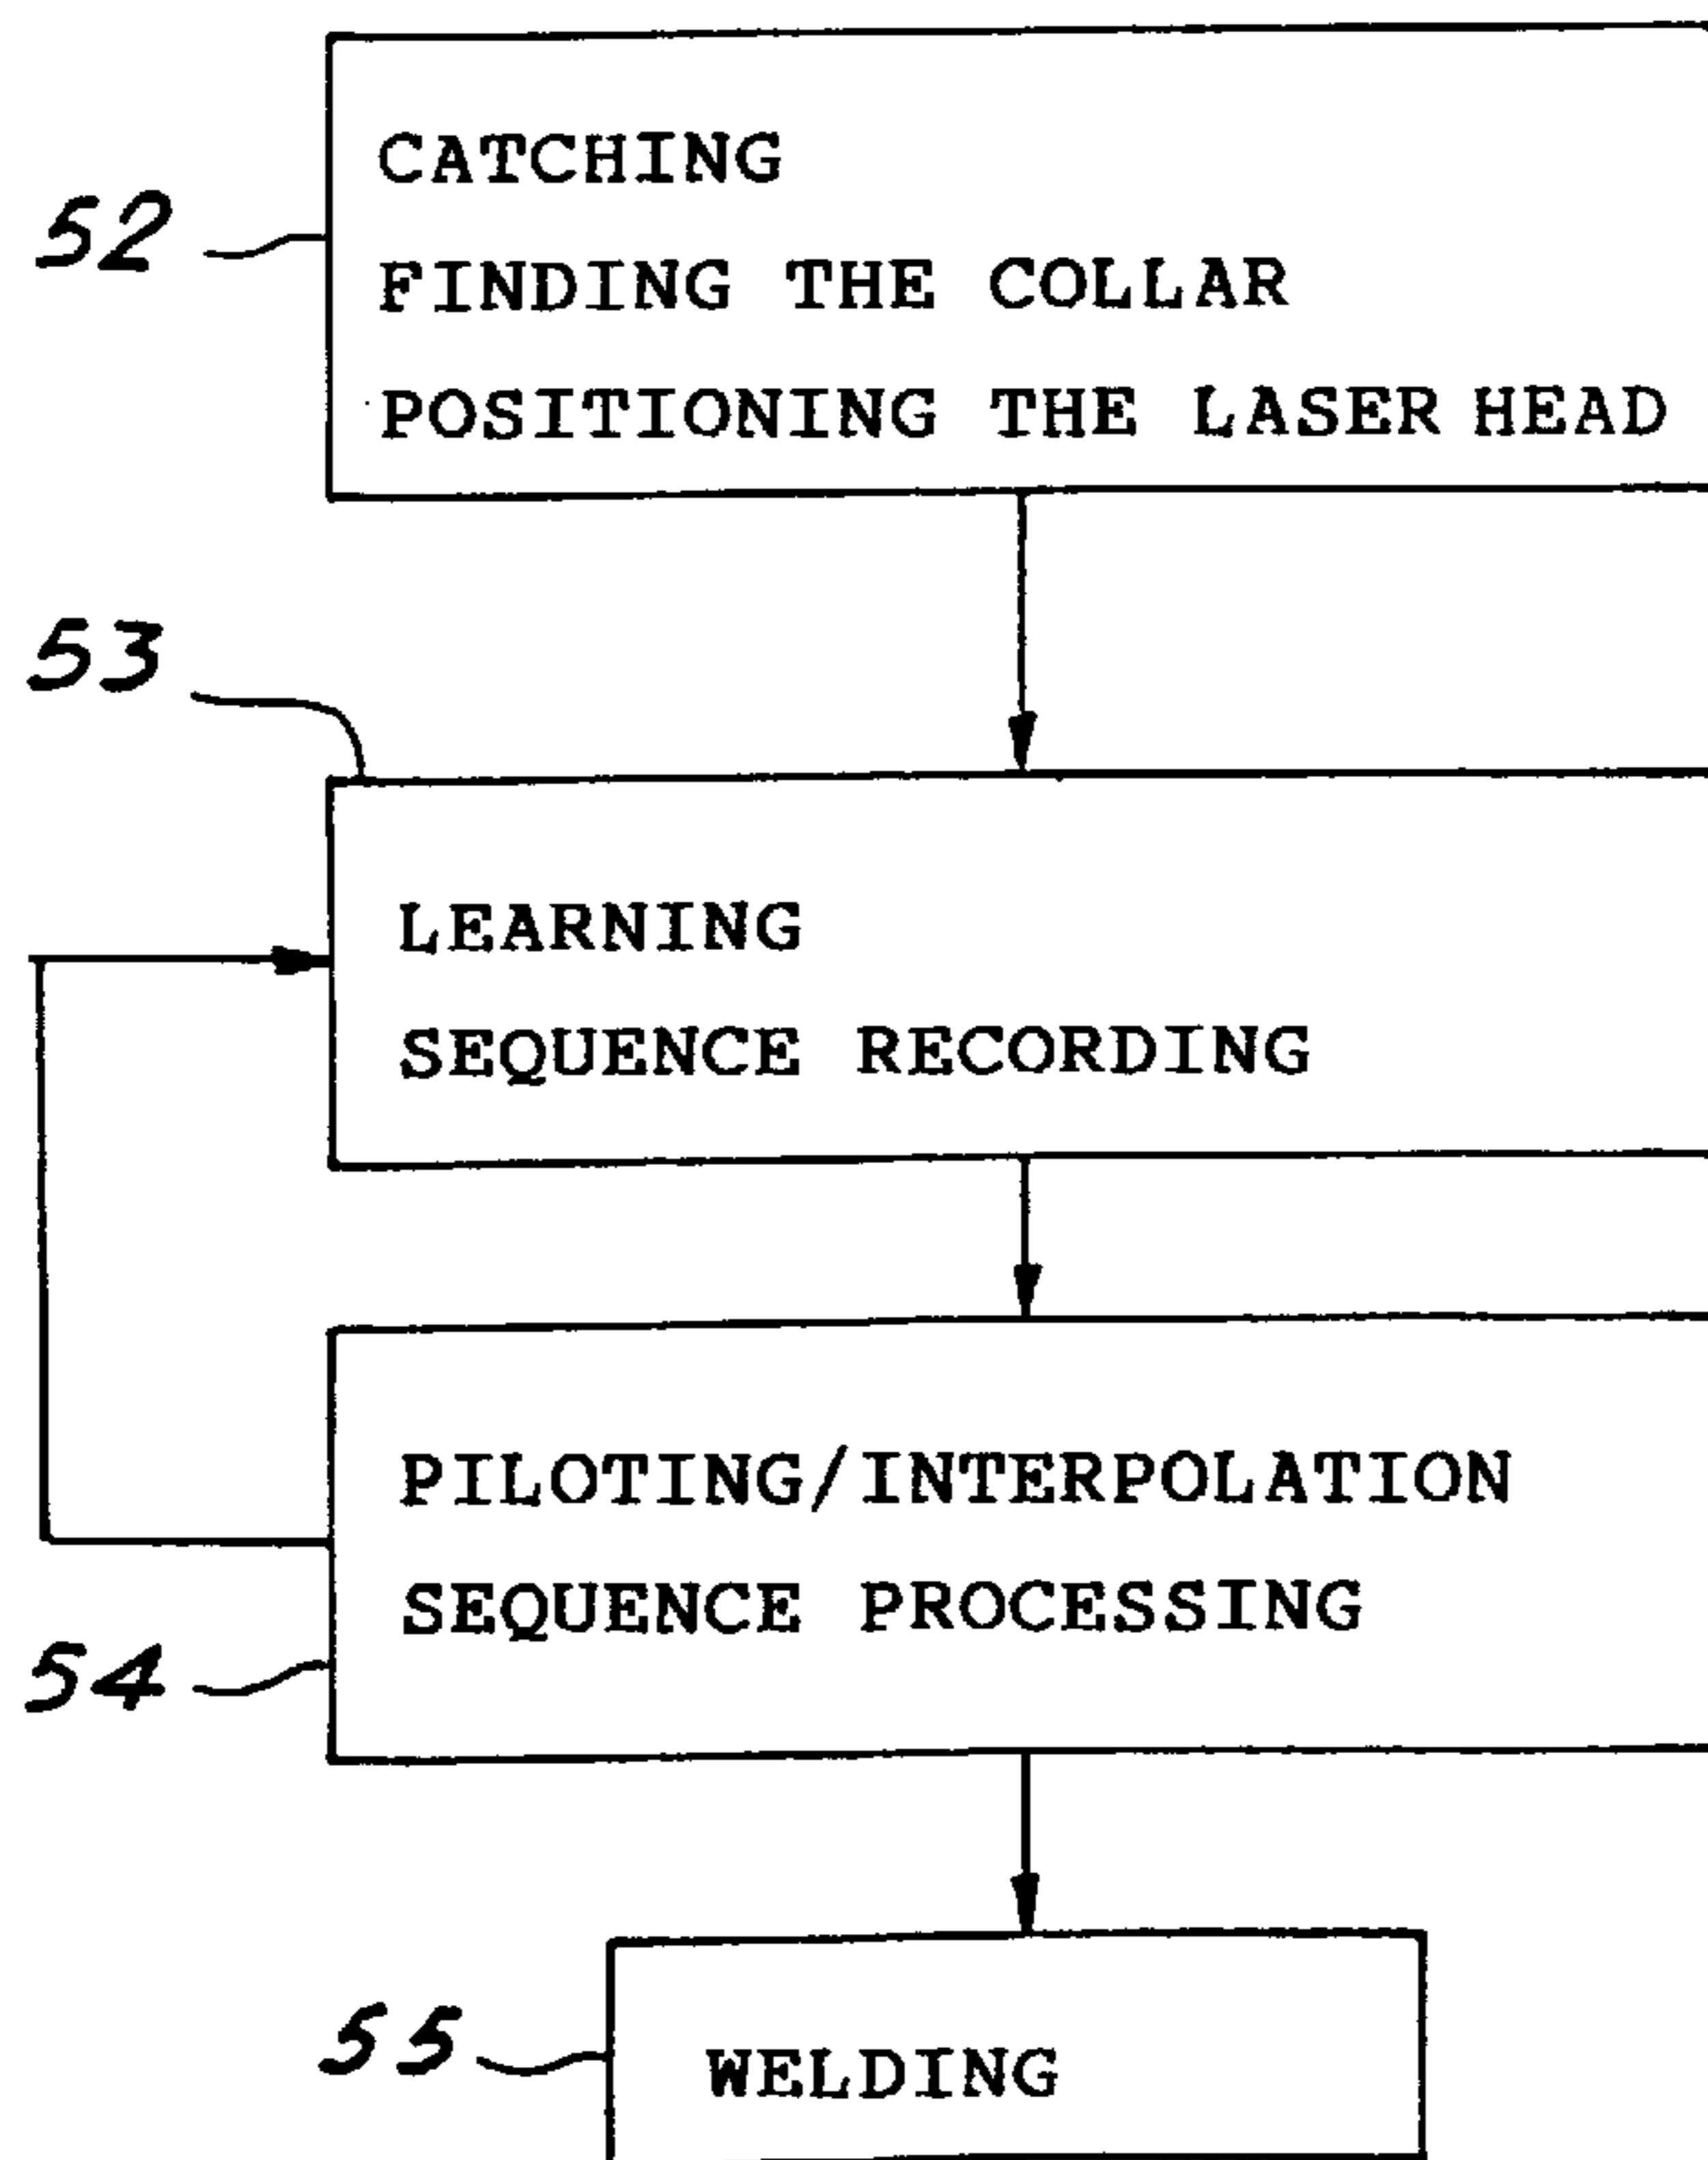 52
CATCHING
FINDING THE COLLAR
POSITIONING THE LASER HEAD
53
LEARNING
SEQUENCE RECORDING
PILOTING/INTERPOLATION
SEQUENCE PROCESSING
54
55
WELDING